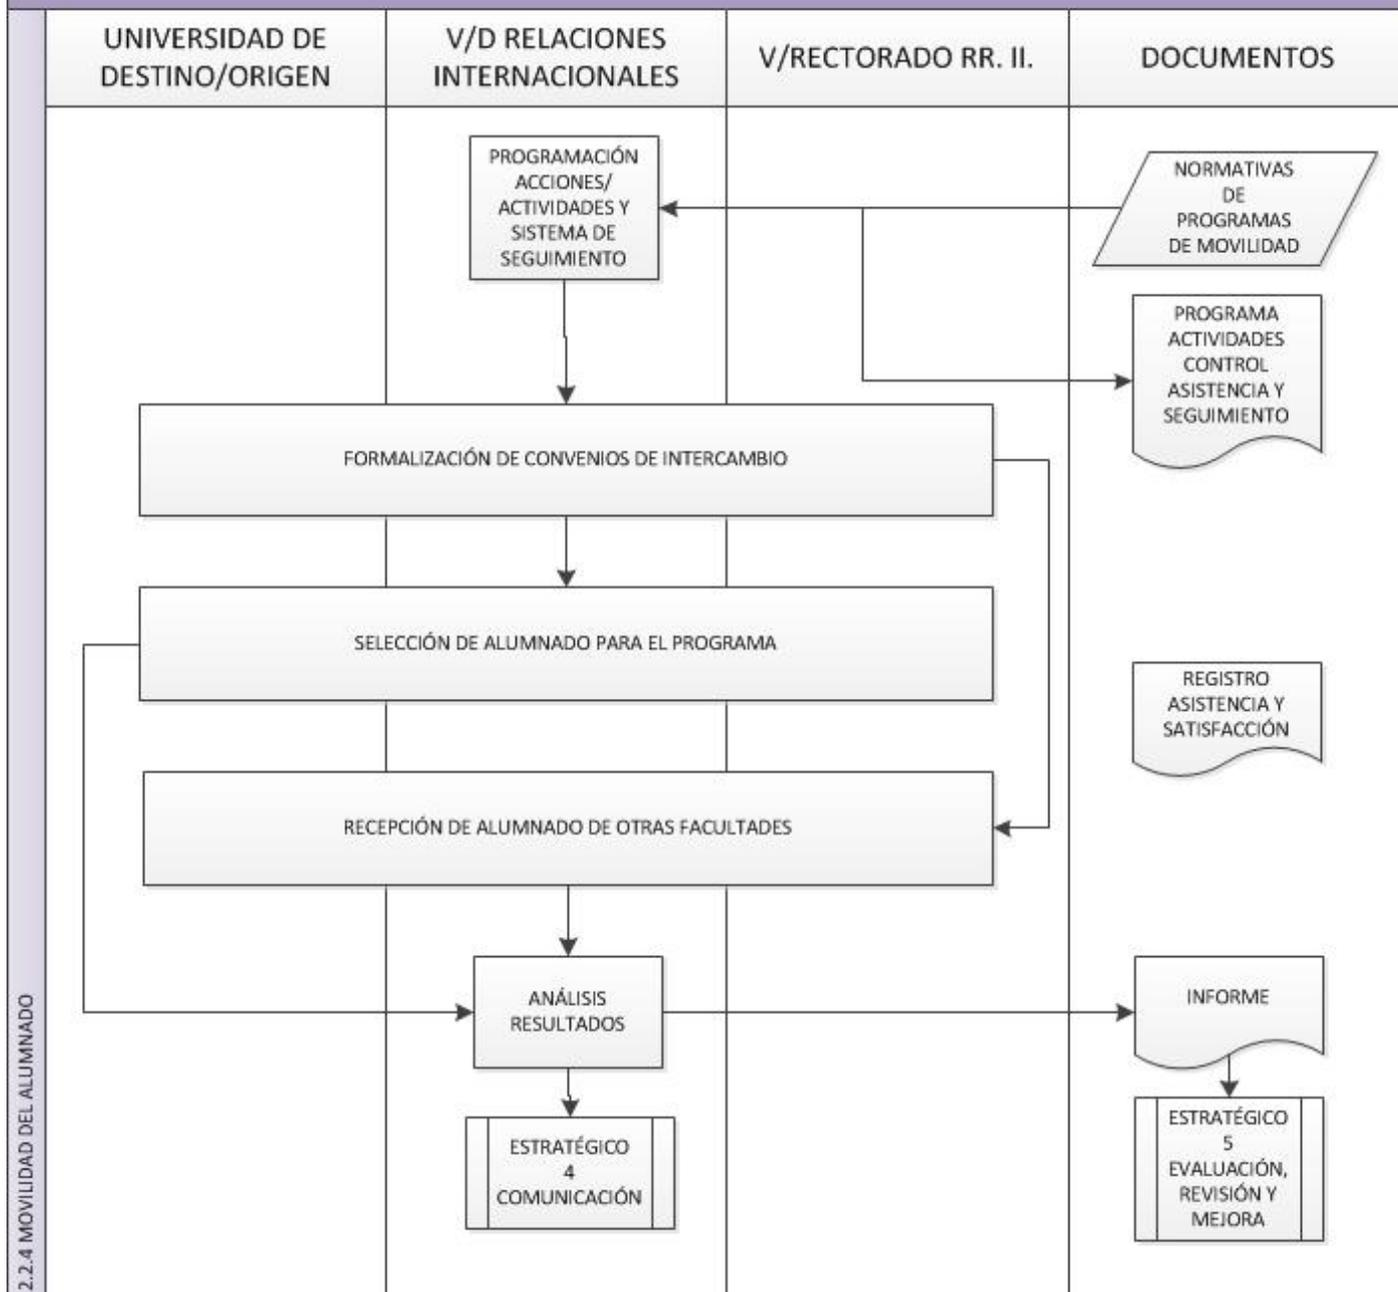 UNIVERSIDAD DE
DESTINO/ORIGEN
V/D RELACIONES
INTERNACIONALES
V/RECTORADO RR. II.
DOCUMENTOS
PROGRAMACIÓN
ACCIONES/
ACTIVIDADES Y
SISTEMA DE
SEGUIMIENTO
NORMATIVAS
DE
PROGRAMAS
DE MOVILIDAD
PROGRAMA
ACTIVIDADES
CONTROL
ASISTENCIA Y
SEGUIMIENTO
FORMALIZACIÓN DE CONVENIOS DE INTERCAMBIO
SELECCIÓN DE ALUMNADO PARA EL PROGRAMA
REGISTRO
ASISTENCIA Y
SATISFACCIÓN
RECEPCIÓN DE ALUMNADO DE OTRAS FACULTADES
ANÁLISIS
RESULTADOS
INFORME
ESTRATÉGICO
4
COMUNICACIÓN
ESTRATÉGICO
5
EVALUACIÓN,
REVISIÓN Y
MEJORA
2.2.4 MOVILIDAD DEL ALUMNADO